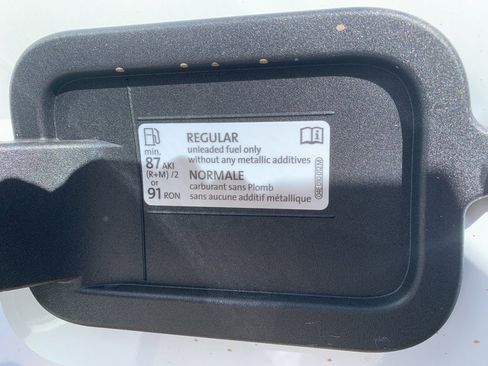 min.
87 AKI
(R+M)/2
or
91 RON
REGULAR
unleaded fuel only
without any metallic additives
NORMALE
carburant sans Plomb
sans aucune additif métallique